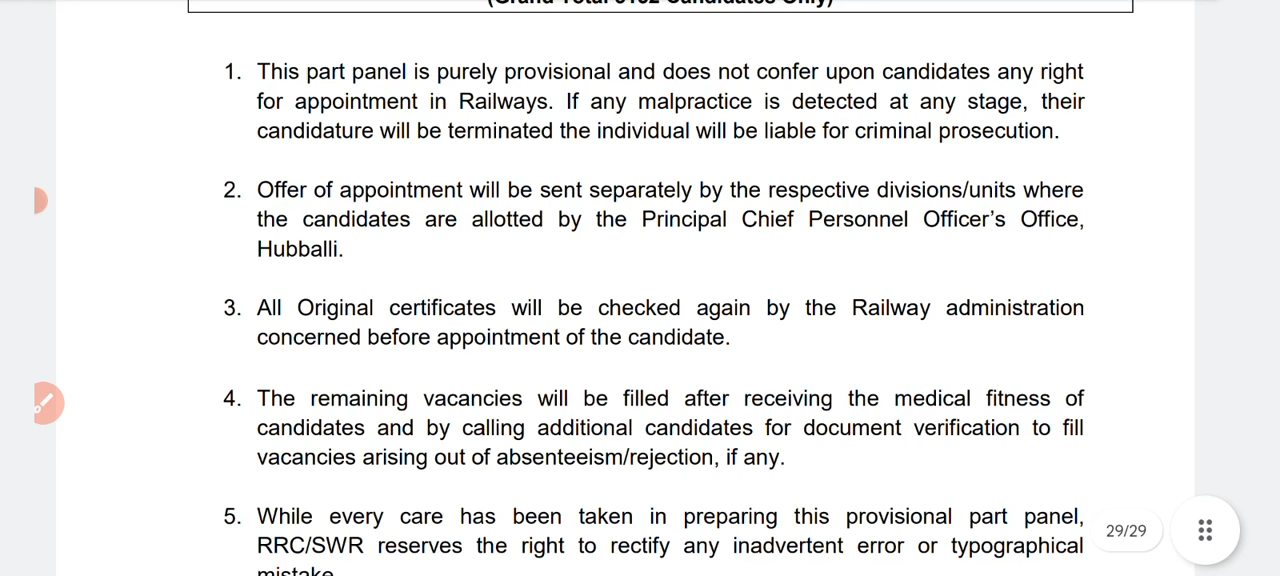 1. This part panel is purely provisional and does not confer upon candidates any right
for appointment in Railways. If any malpractice is detected at any stage, their
candidature will be terminated the individual will be liable for criminal prosecution.
2. Offer of appointment will be sent separately by the respective divisions/units where
the candidates are allotted by the Principal Chief Personnel Officer’s Office,
Hubballi.
3. All Original certificates will be checked again by the Railway administration
concerned before appointment of the candidate.
4. The remaining vacancies will be filled after receiving the medical fitness of
candidates and by calling additional candidates for document verification to fill
vacancies arising out of absenteeism/rejection, if any.
5. While every care has been taken in preparing this provisional part panel,
29/29
RRC/SWR reserves the right to rectify any inadvertent error or typographical
mistake